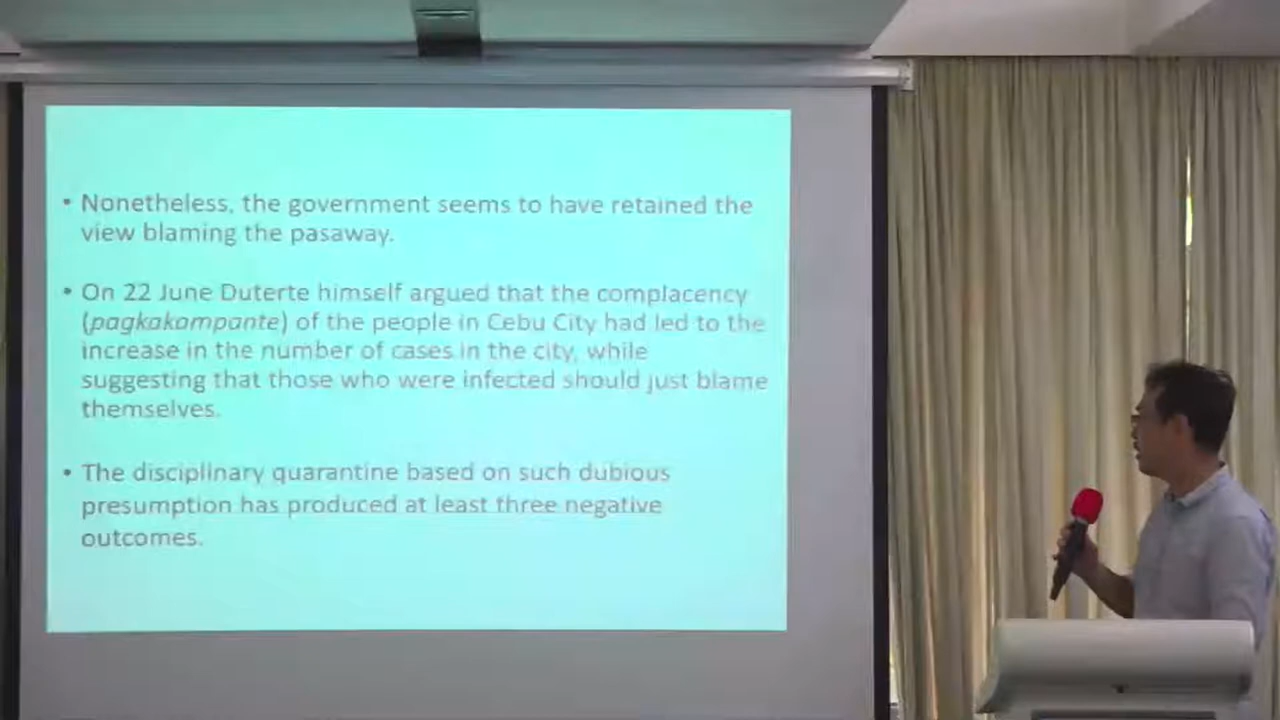 • Nonetheless, the government seems to have retained the
view blaming the pasaway.
• On 22 June Duterte himself argued that the complacency
(pagkakampante) of the people in Cebu City had led to the
increase in the number of cases in the city, while
suggesting that those who were infected should just blame
themselves.
• The disciplinary quarantine based on such dubious
presumption has produced at least three negative
outcomes.